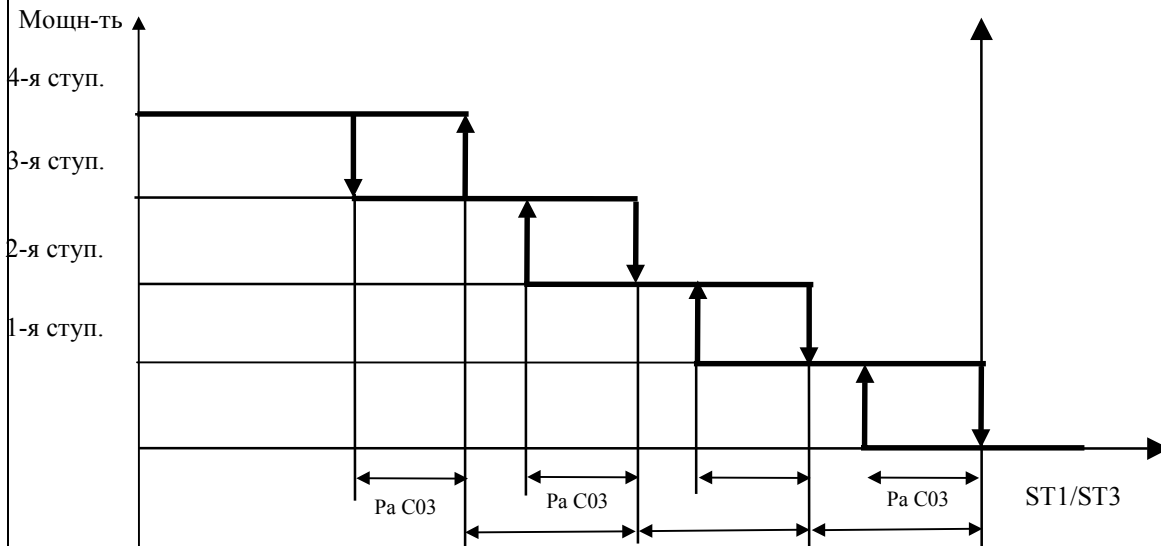 Мощн-ть
4-я ступ.
3-я ступ.
2-я ступ.
1-я ступ.
Pa C03
Pa C03
Pa C03
ST1/ST3